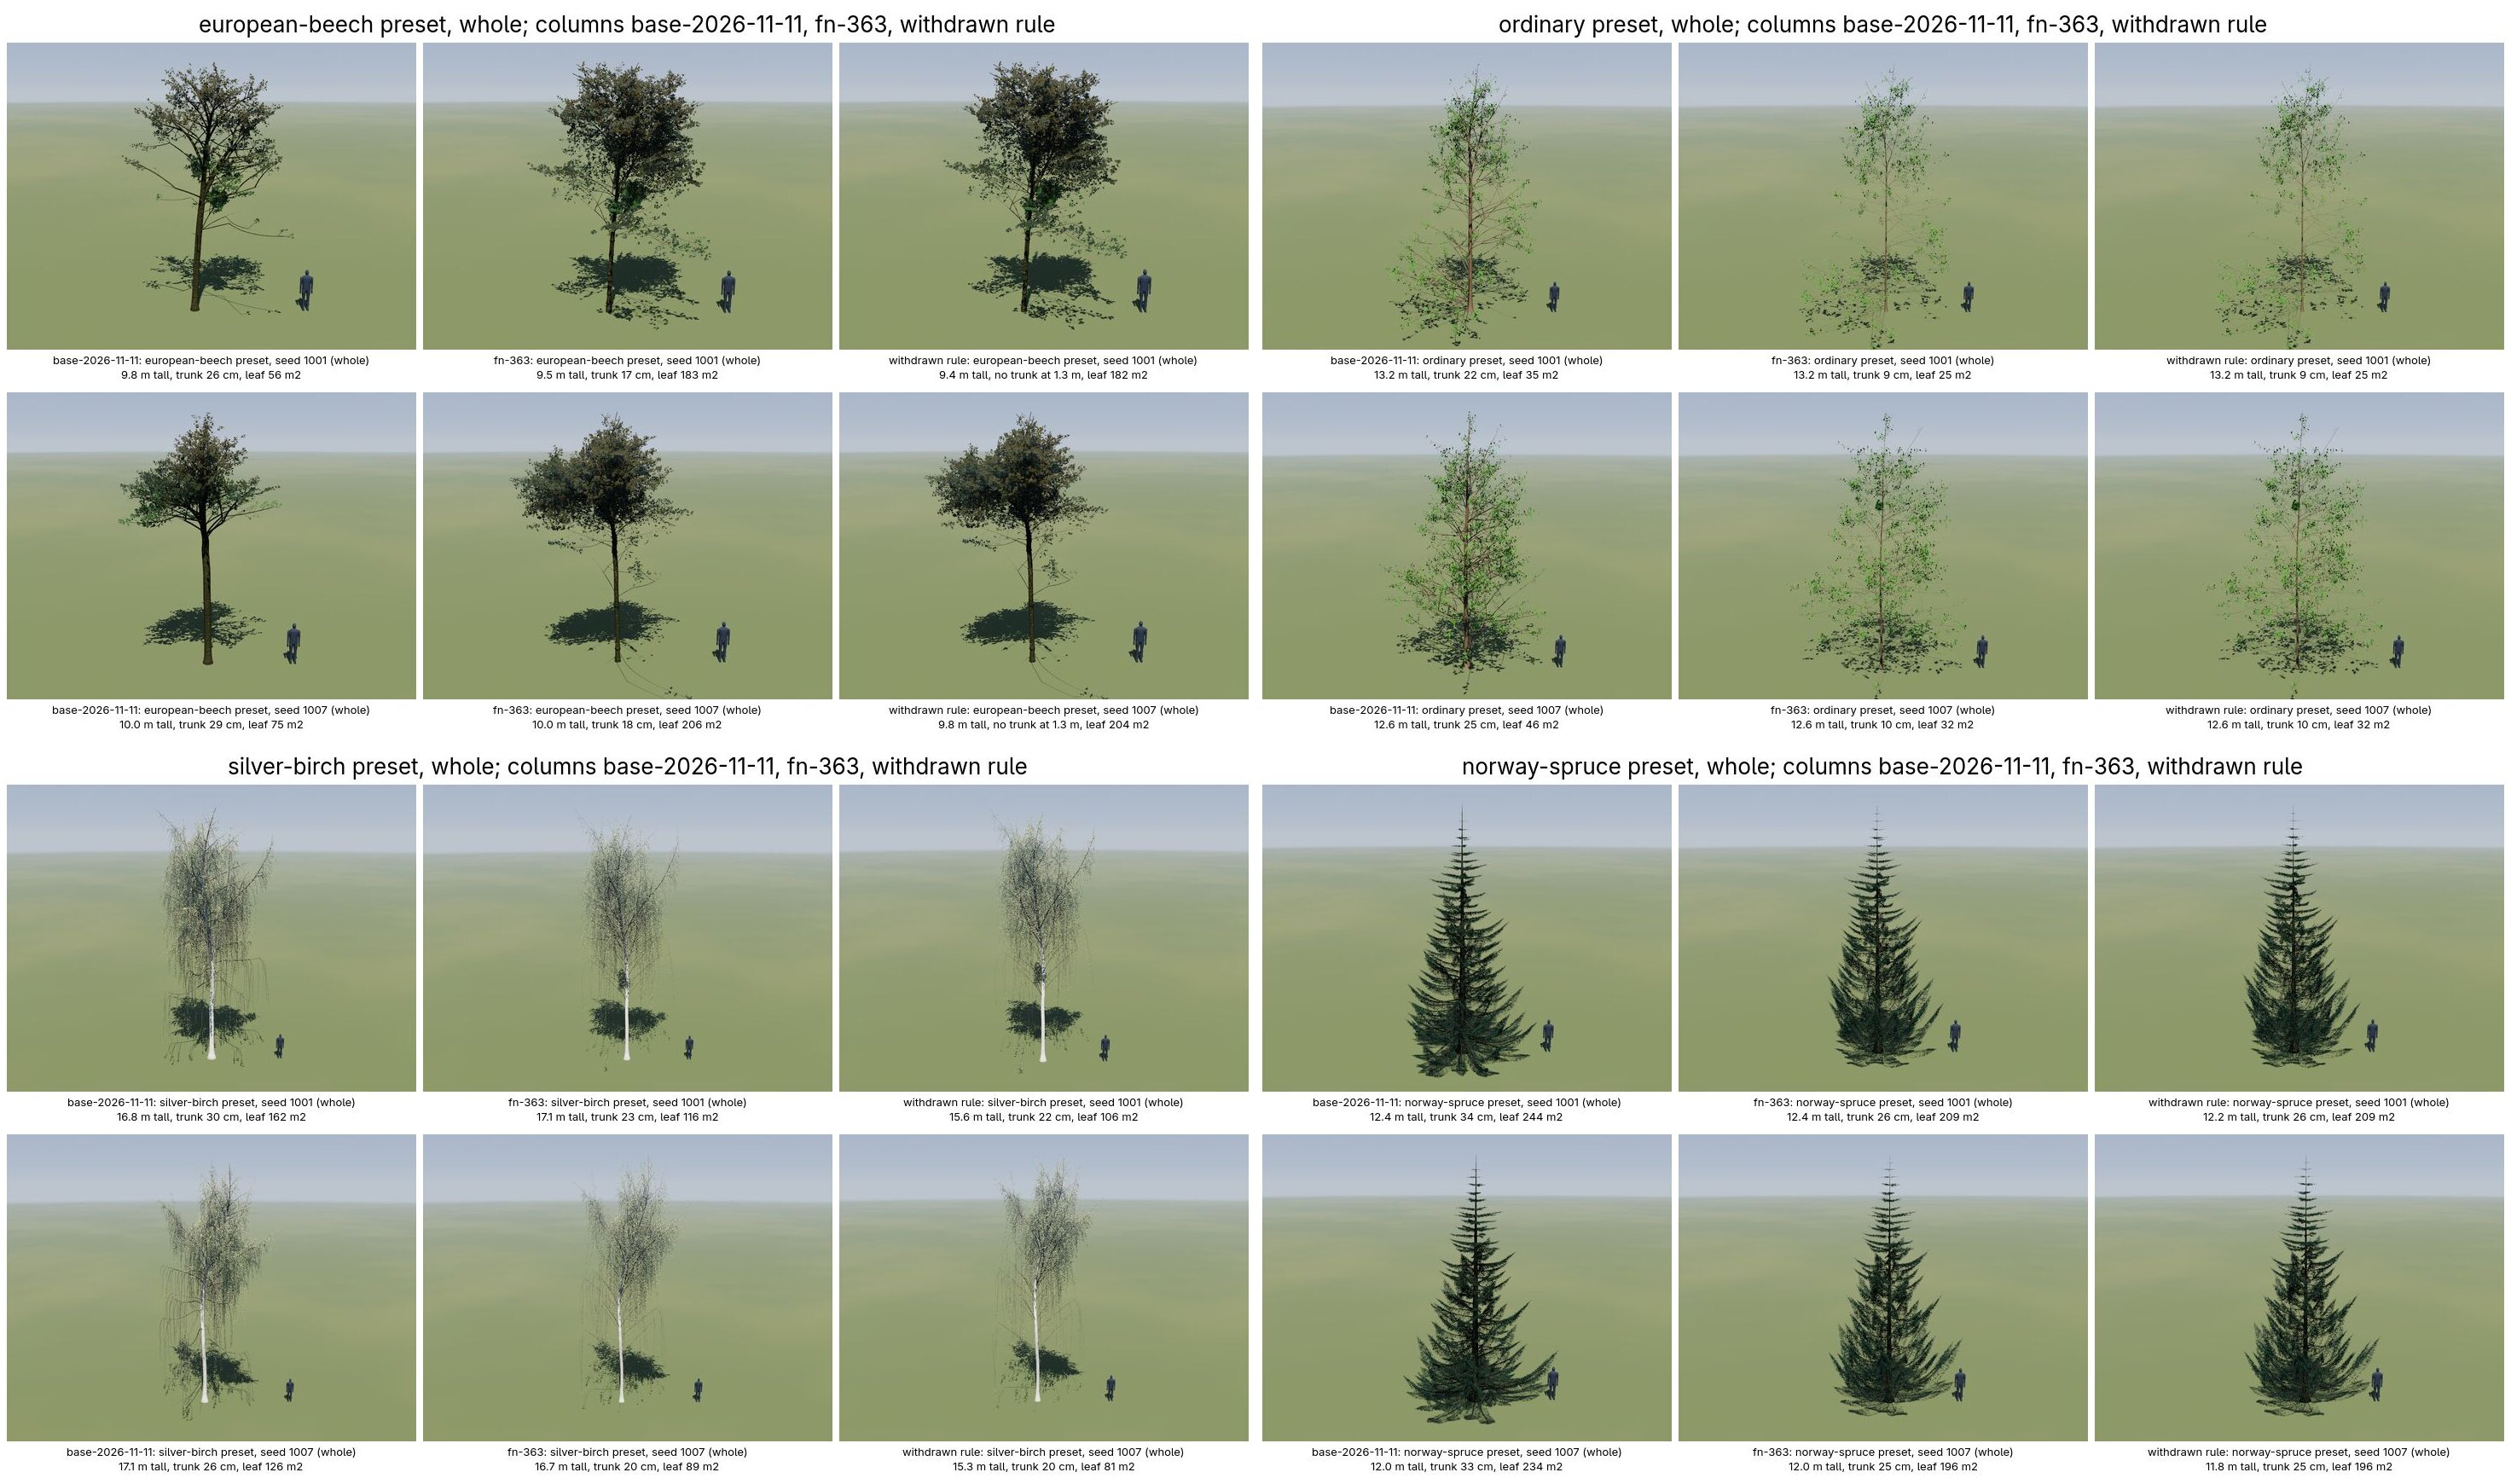 european-beech preset, whole; columns base-2026-11-11, fn-363, withdrawn rule
base-2026-11-11: european-beech preset, seed 1001 (whole)
9.8 m tall, trunk 26 cm, leaf 56 m2
fn-363: european-beech preset, seed 1001 (whole)
9.5 m tall, trunk 17 cm, leaf 183 m2
withdrawn rule: european-beech preset, seed 1001 (whole)
9.4 m tall, no trunk at 1.3 m, leaf 182 m2
base-2026-11-11: european-beech preset, seed 1007 (whole)
10.0 m tall, trunk 29 cm, leaf 75 m2
fn-363: european-beech preset, seed 1007 (whole)
10.0 m tall, trunk 18 cm, leaf 206 m2
withdrawn rule: european-beech preset, seed 1007 (whole)
9.8 m tall, no trunk at 1.3 m, leaf 204 m2
ordinary preset, whole; columns base-2026-11-11, fn-363, withdrawn rule
base-2026-11-11: ordinary preset, seed 1001 (whole)
13.2 m tall, trunk 22 cm, leaf 35 m2
fn-363: ordinary preset, seed 1001 (whole)
13.2 m tall, trunk 9 cm, leaf 25 m2
withdrawn rule: ordinary preset, seed 1001 (whole)
13.2 m tall, trunk 9 cm, leaf 25 m2
base-2026-11-11: ordinary preset, seed 1007 (whole)
12.6 m tall, trunk 25 cm, leaf 46 m2
fn-363: ordinary preset, seed 1007 (whole)
12.6 m tall, trunk 10 cm, leaf 32 m2
withdrawn rule: ordinary preset, seed 1007 (whole)
12.6 m tall, trunk 10 cm, leaf 32 m2
silver-birch preset, whole; columns base-2026-11-11, fn-363, withdrawn rule
base-2026-11-11: silver-birch preset, seed 1001 (whole)
16.8 m tall, trunk 30 cm, leaf 162 m2
fn-363: silver-birch preset, seed 1001 (whole)
17.1 m tall, trunk 23 cm, leaf 116 m2
withdrawn rule: silver-birch preset, seed 1001 (whole)
15.6 m tall, trunk 22 cm, leaf 106 m2
base-2026-11-11: silver-birch preset, seed 1007 (whole)
17.1 m tall, trunk 26 cm, leaf 126 m2
fn-363: silver-birch preset, seed 1007 (whole)
16.7 m tall, trunk 20 cm, leaf 89 m2
withdrawn rule: silver-birch preset, seed 1007 (whole)
15.3 m tall, trunk 20 cm, leaf 81 m2
norway-spruce preset, whole; columns base-2026-11-11, fn-363, withdrawn rule
base-2026-11-11: norway-spruce preset, seed 1001 (whole)
12.4 m tall, trunk 34 cm, leaf 244 m2
fn-363: norway-spruce preset, seed 1001 (whole)
12.4 m tall, trunk 26 cm, leaf 209 m2
withdrawn rule: norway-spruce preset, seed 1001 (whole)
12.2 m tall, trunk 26 cm, leaf 209 m2
base-2026-11-11: norway-spruce preset, seed 1007 (whole)
12.0 m tall, trunk 33 cm, leaf 234 m2
fn-363: norway-spruce preset, seed 1007 (whole)
12.0 m tall, trunk 25 cm, leaf 196 m2
withdrawn rule: norway-spruce preset, seed 1007 (whole)
11.8 m tall, trunk 25 cm, leaf 196 m2